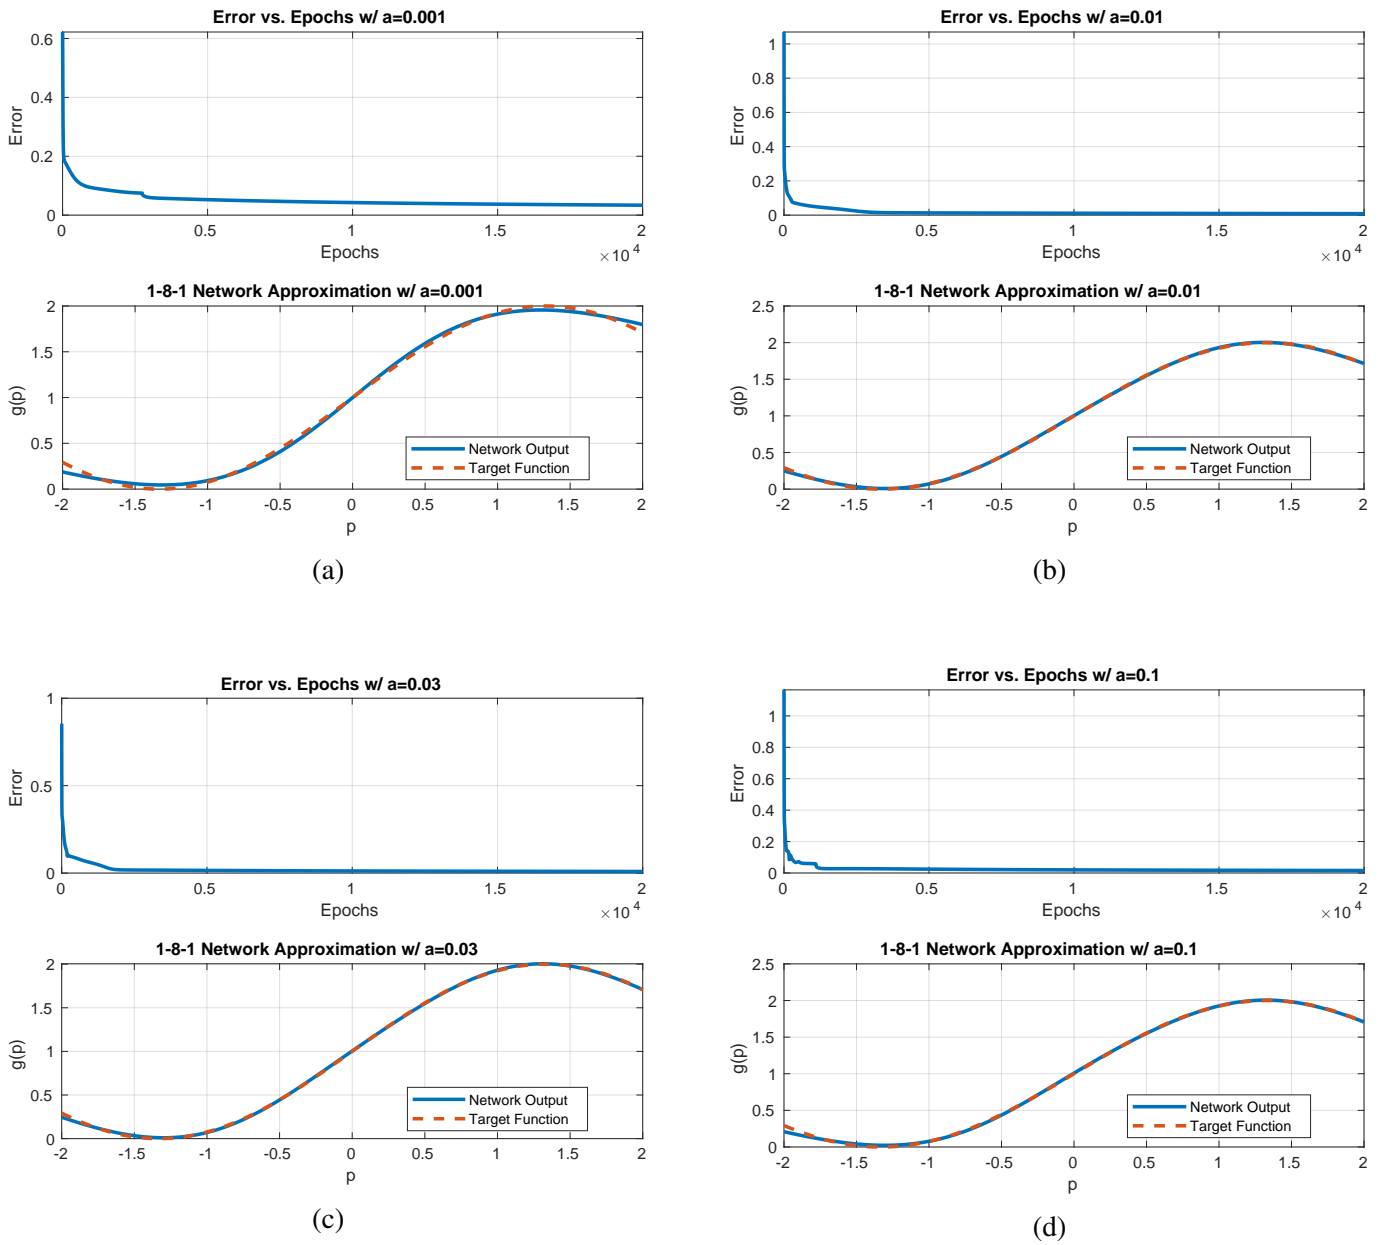 Error vs. Epochs w/ a=0.001
0.6
0.4
0.2
0
Error
0 0.5 1 1.5 2
Epochs
×10 4
1-8-1 Network Approximation w/ a=0.001
2
1.5
1
0.5
0
g(p)
Network Output
Target Function
-2 -1.5 -1 -0.5 0 0.5 1 1.5 2
p
(a)
Error vs. Epochs w/ a=0.01
1
0.8
0.6
0.4
0.2
0
Error
0 0.5 1 1.5 2
Epochs
×10 4
1-8-1 Network Approximation w/ a=0.01
2.5
2
1.5
1
0.5
0
g(p)
Network Output
Target Function
-2 -1.5 -1 -0.5 0 0.5 1 1.5 2
p
(b)
Error vs. Epochs w/ a=0.03
1
0.5
0
Error
0 0.5 1 1.5 2
Epochs
×10 4
1-8-1 Network Approximation w/ a=0.03
2
1.5
1
0.5
0
g(p)
Network Output
Target Function
-2 -1.5 -1 -0.5 0 0.5 1 1.5 2
p
(c)
Error vs. Epochs w/ a=0.1
1
0.8
0.6
0.4
0.2
0
Error
0 0.5 1 1.5 2
Epochs
×10 4
1-8-1 Network Approximation w/ a=0.1
2.5
2
1.5
1
0.5
0
g(p)
Network Output
Target Function
-2 -1.5 -1 -0.5 0 0.5 1 1.5 2
p
(d)